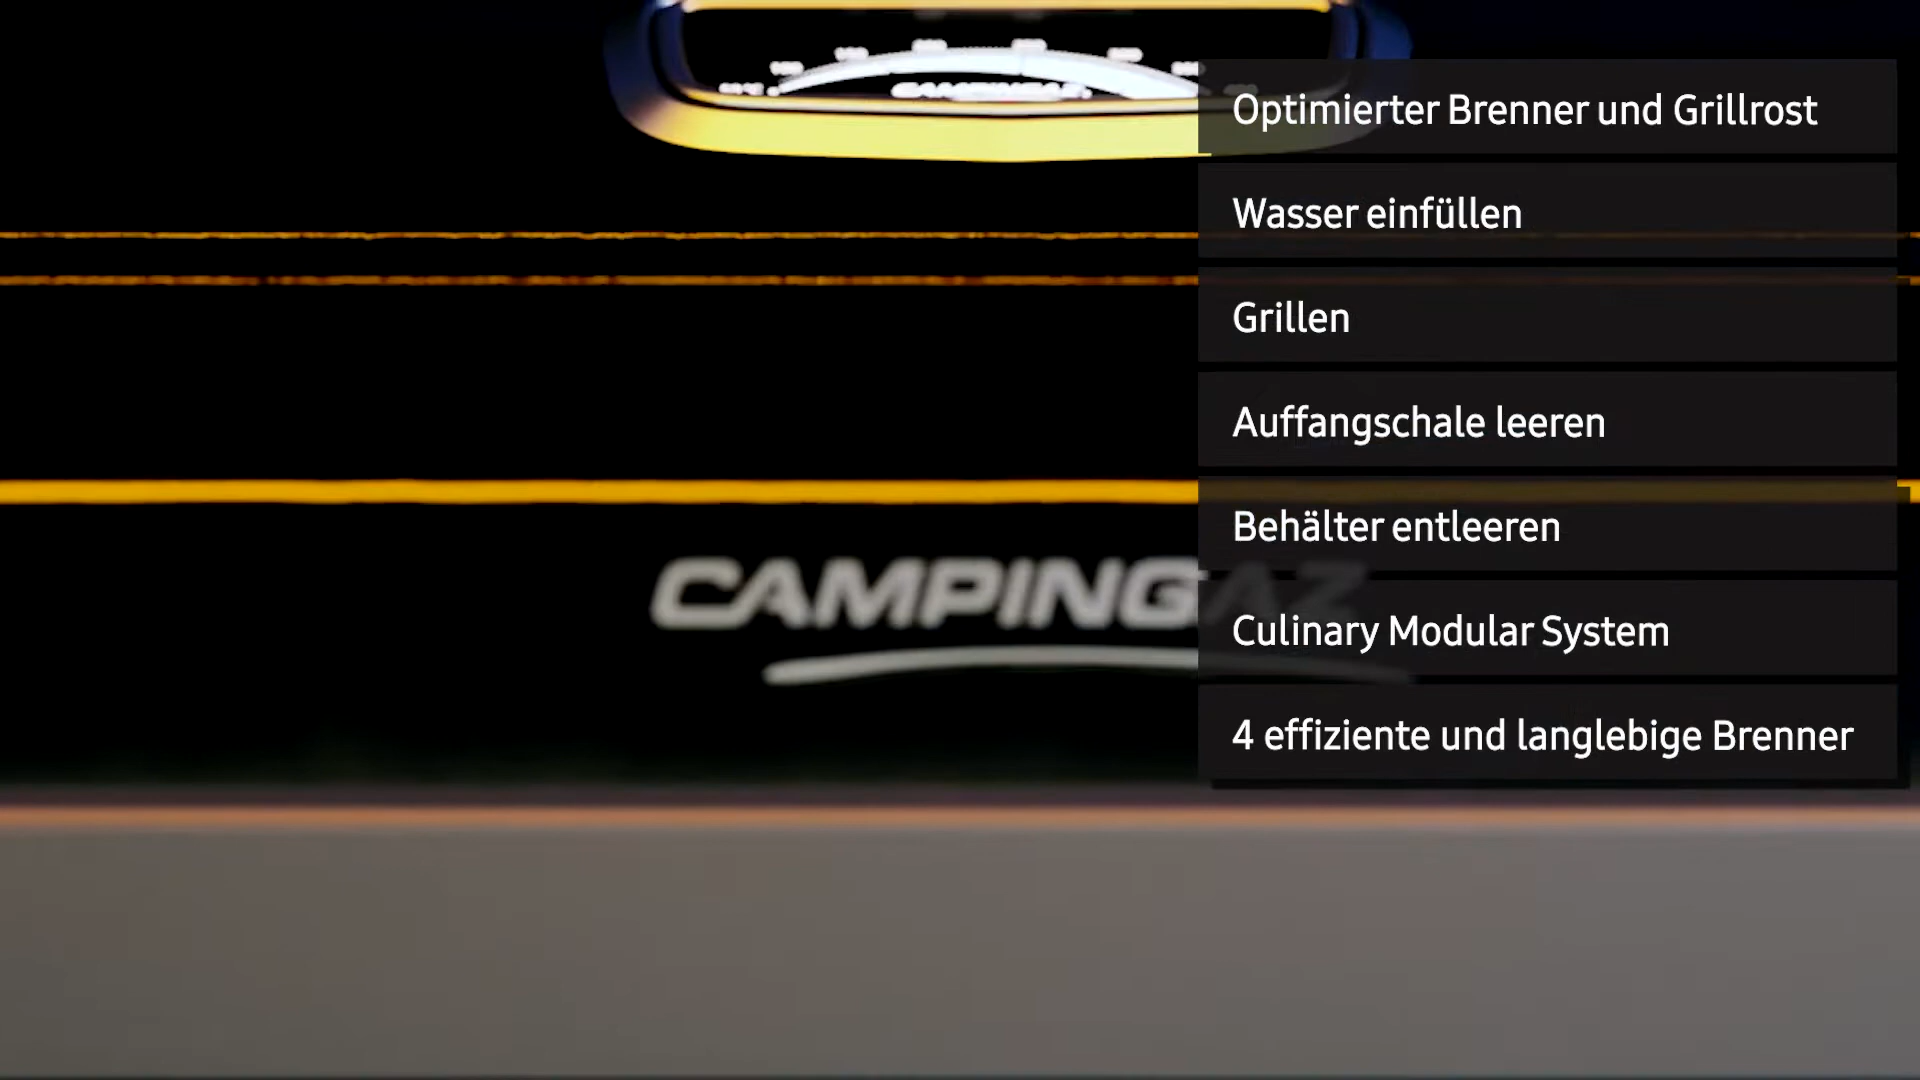 CAMPINGAZ
Optimierter Brenner und Grillrost
Wasser einfüllen
Grillen
Auffangschale leeren
Behälter entleeren
CAMPINGAZ
Culinary Modular System
4 effiziente und langlebige Brenner